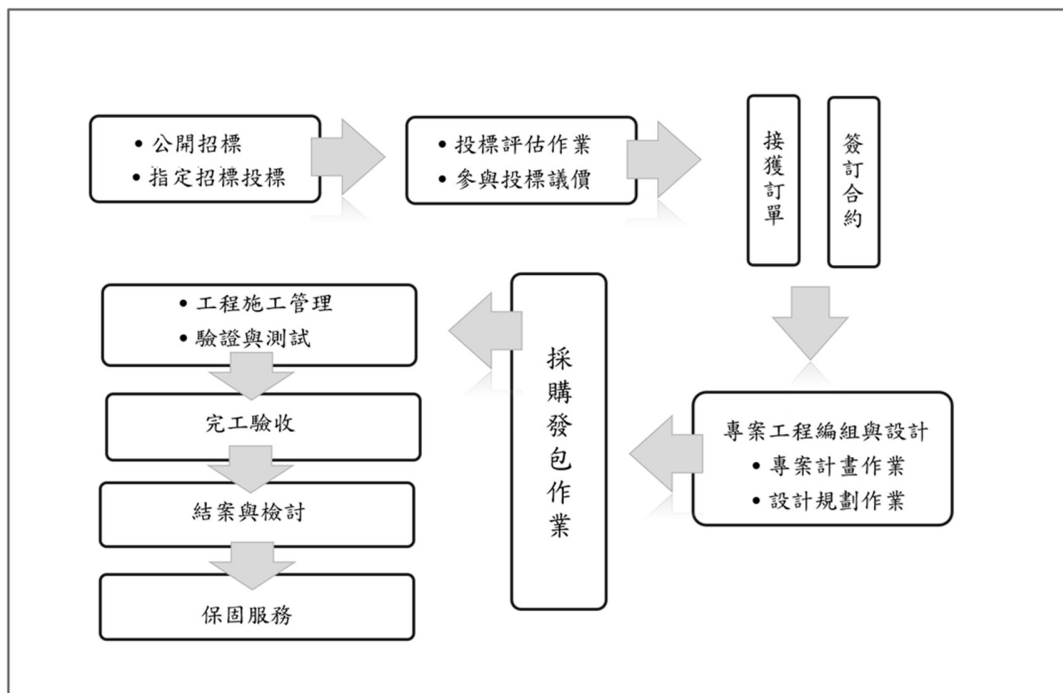 • 公開招標
• 指定招標投標
• 投標評估作業
• 參與投標議價
接獲訂單
簽訂合約
專案工程編組與設計
• 專案計畫作業
• 設計規劃作業
採購發包作業
• 工程施工管理
• 驗證與測試
完工驗收
結案與檢討
保固服務